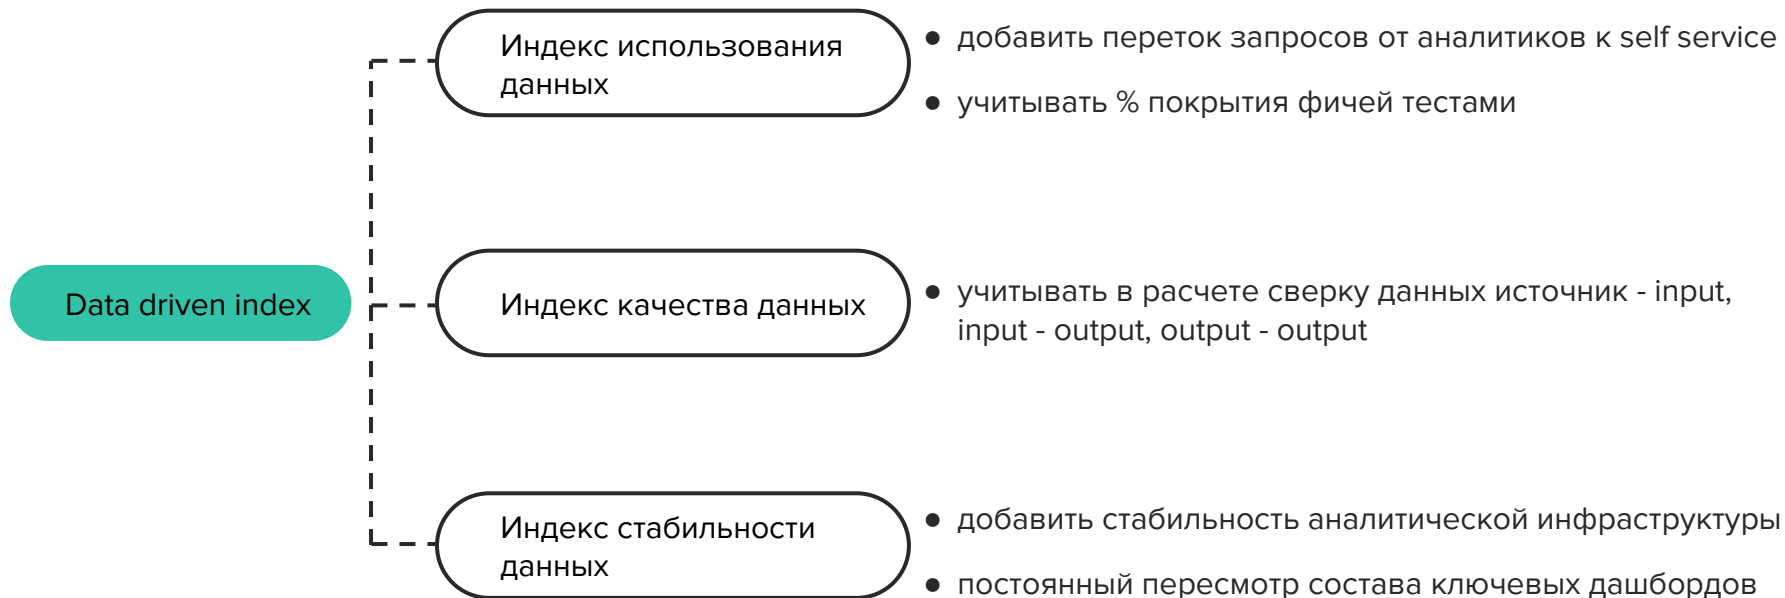 Индекс использования
данных
● добавить переток запросов от аналитиков к self service
● учитывать % покрытия фичей тестами
Data driven index
Индекс качества данных
● учитывать в расчете сверку данных источник - input,
input - output, output - output
Индекс стабильности
данных
● добавить стабильность аналитической инфраструктуры
● постоянный пересмотр состава ключевых дашбордов